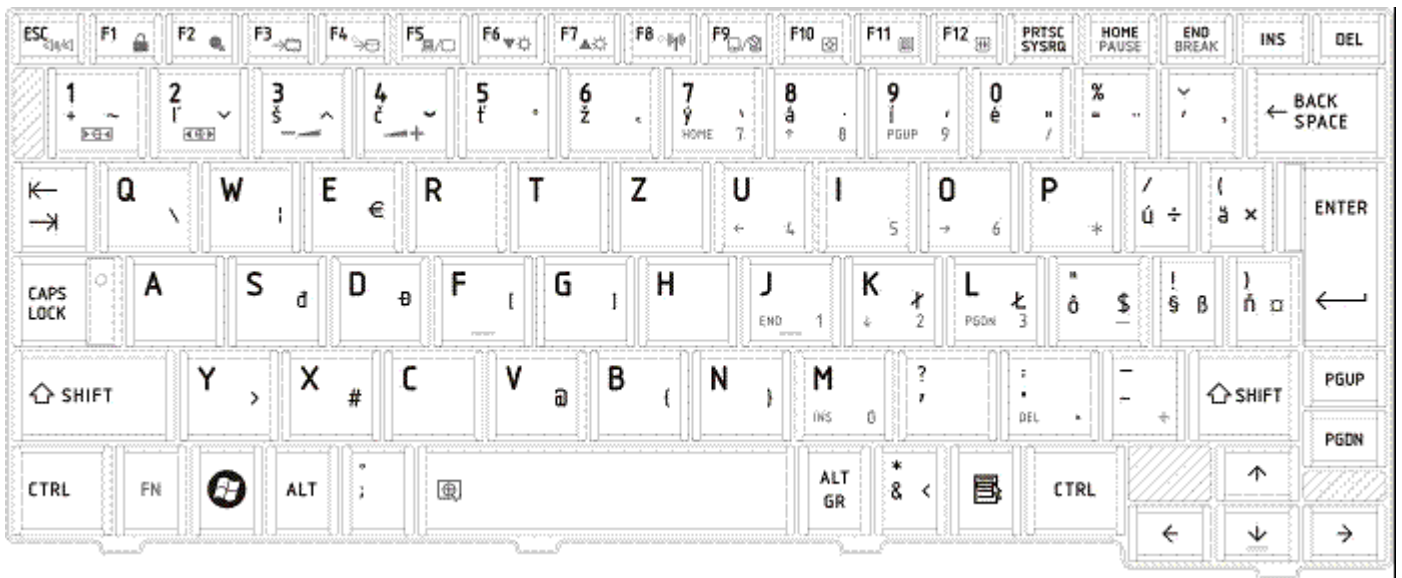 ESC F1 F2 F3 F4 F5 F6 F7 F8 F9 F10 F11 F12 PRTSC HOME END INS DEL
SYSRQ PAUSE BREAK
1 2 3 4 5 6 7 8 9 0 % ˇ BACK
+ ~ ľ ˇ š ^ č ˘ ť ° ž ˛ ý ` á ˙ í ´ é ˝ = ¨ ´ ¸ ← SPACE
HOME 7 ↑ 8 PGUP 9 /
Q W E R T Z U I O P / ( ENTER
\ ¦ € ← 4 5 → 6 * ú ÷ ä ×
CAPS A S D F G H J K L " ! )
LOCK đ Đ [ ] ł Ł ô $ § ß ň ¤ ←
END 1 ↓ 2 PGDN 3
SHIFT Y X C V B N M ? : _ SHIFT PGUP
> # @ { } , . -
INS 0 DEL . ÷ PGDN
CTRL FN ALT ° ALT * CTRL ↑
; GR & <
← ↓ →